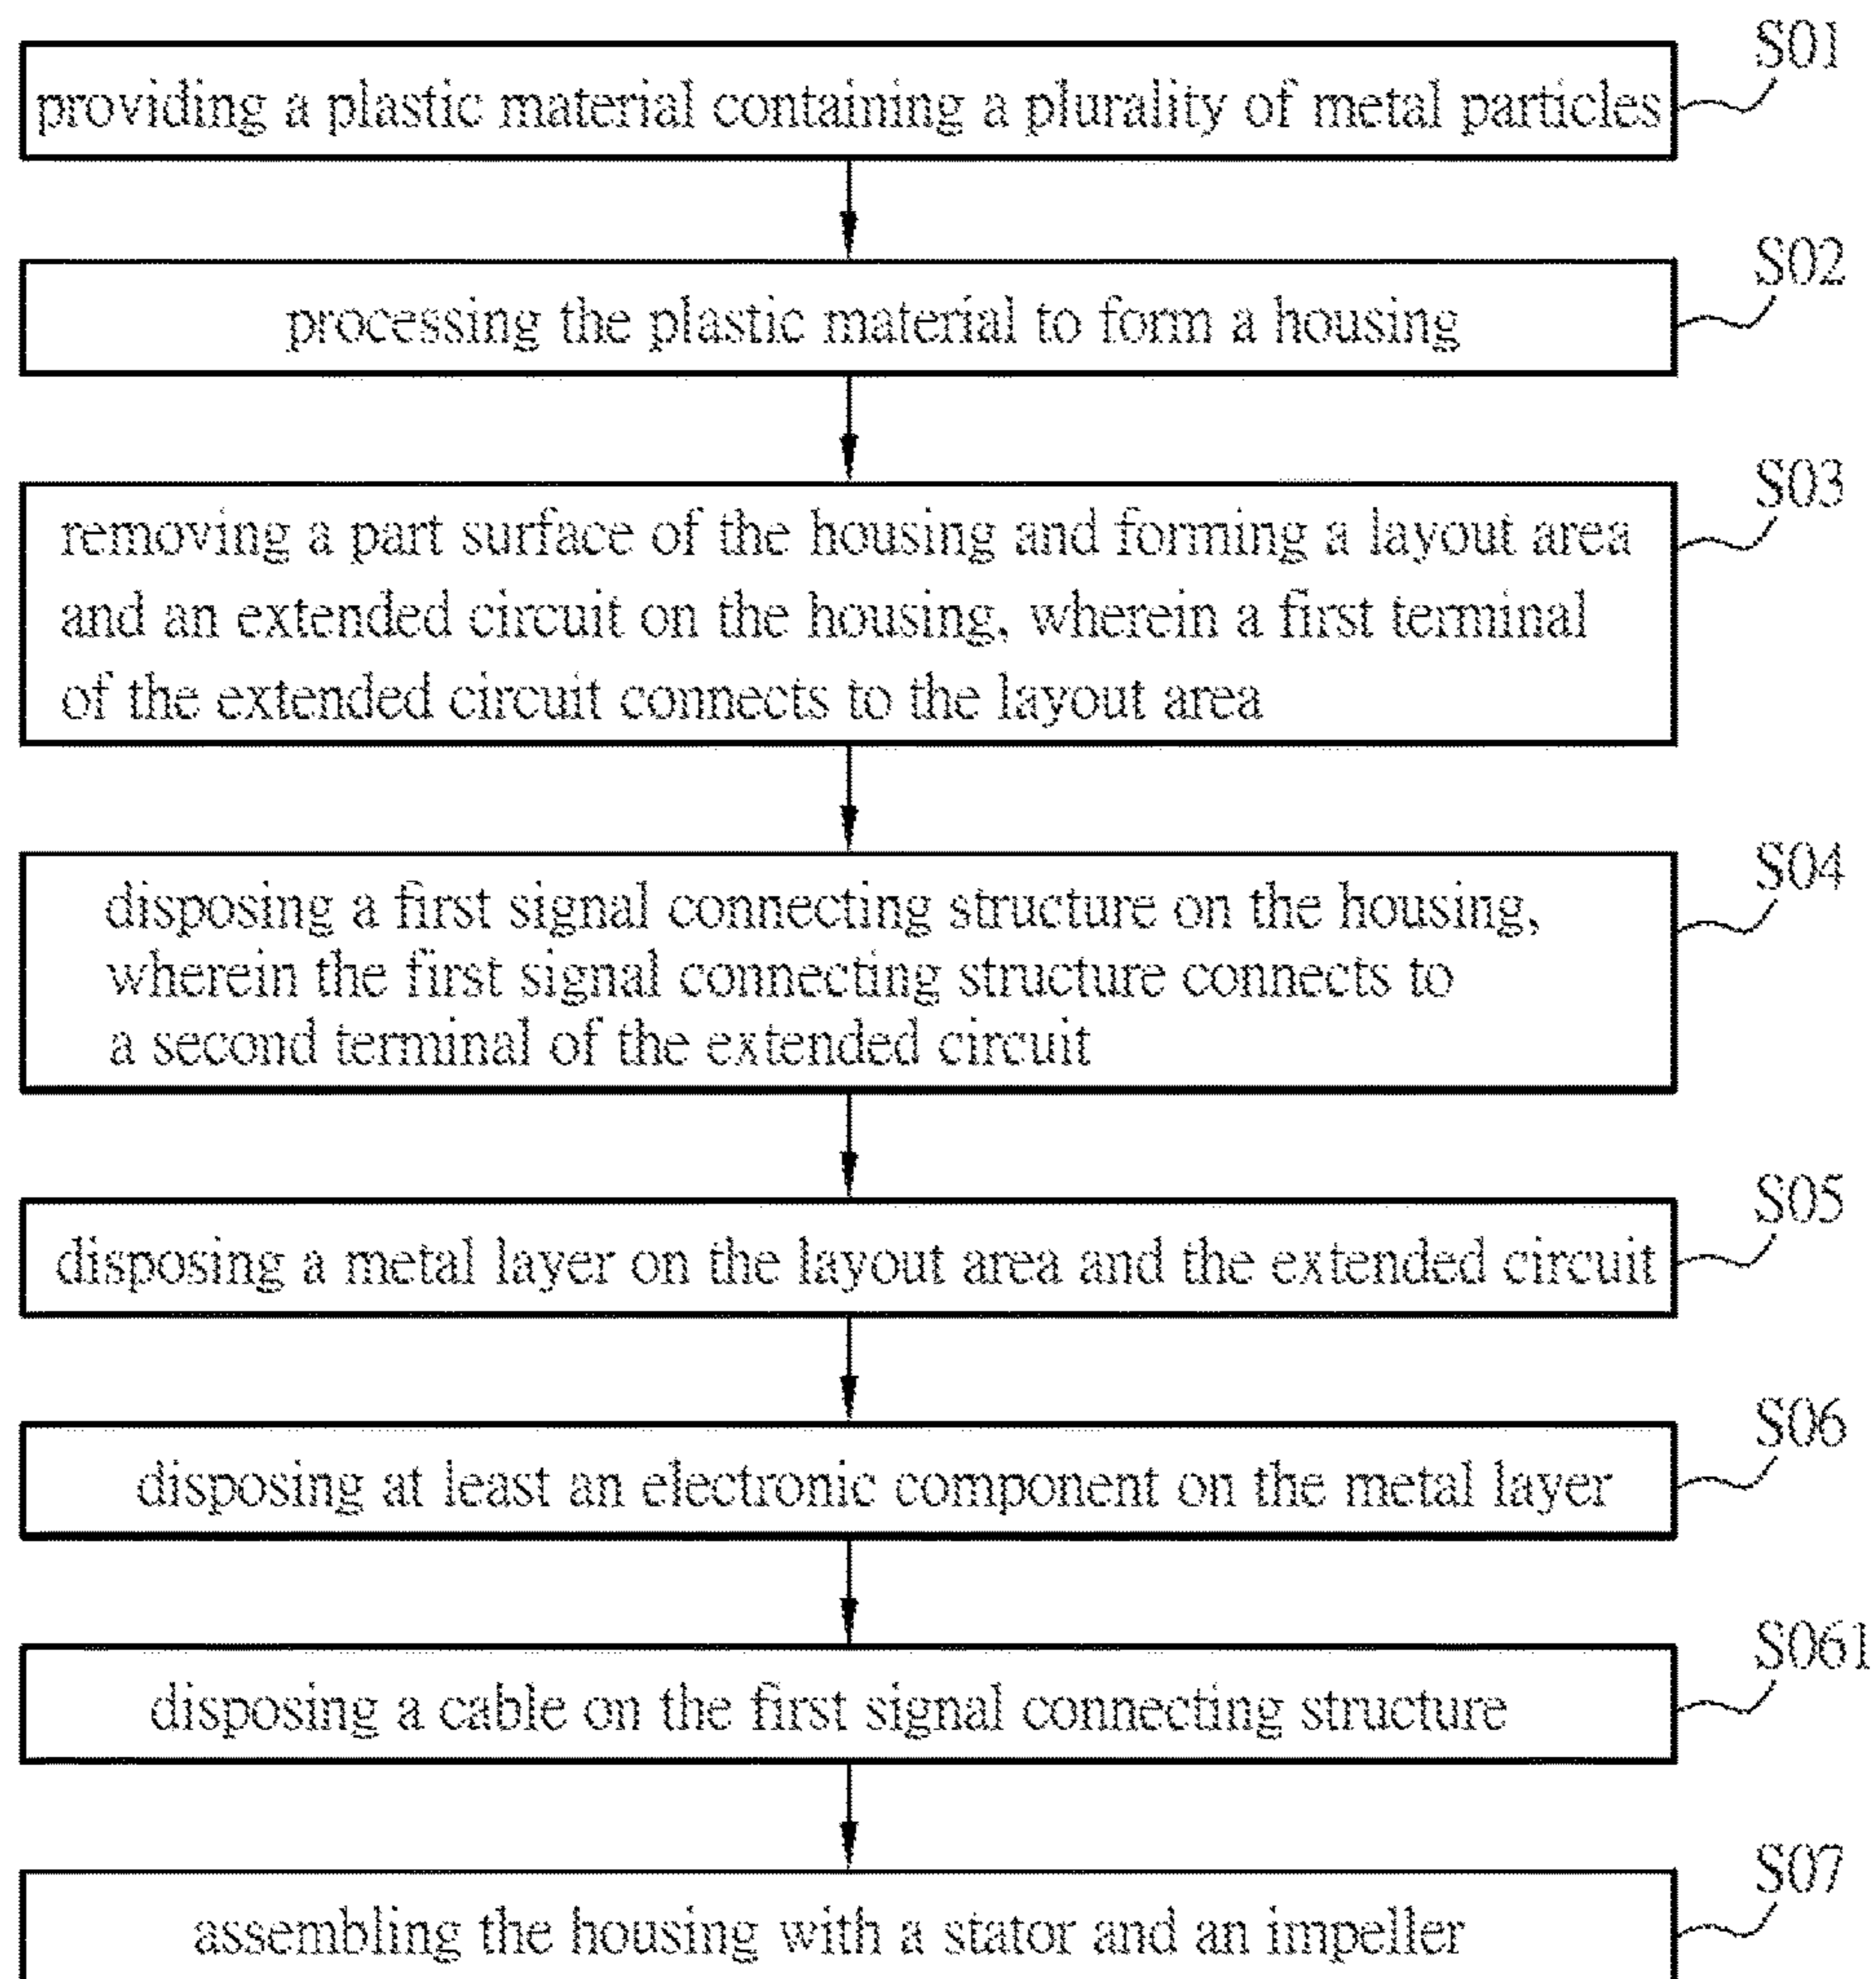 S01
providing a plastic material containing a plurality of metal particles
S02
processing the plastic material to form a housing
S03
removing a part surface of the housing and forming a layout area
and an extended circuit on the housing, wherein a first terminal
of the extended circuit connects to the layout area
S04
disposing a first signal connecting structure on the housing,
wherein the first signal connecting structure connects to
a second terminal of the extended circuit
S05
disposing a metal layer on the layout area and the extended circuit
S06
disposing at least an electronic component on the metal layer
S061
disposing a cable on the first signal connecting structure
S07
assembling the housing with a stator and an impeller